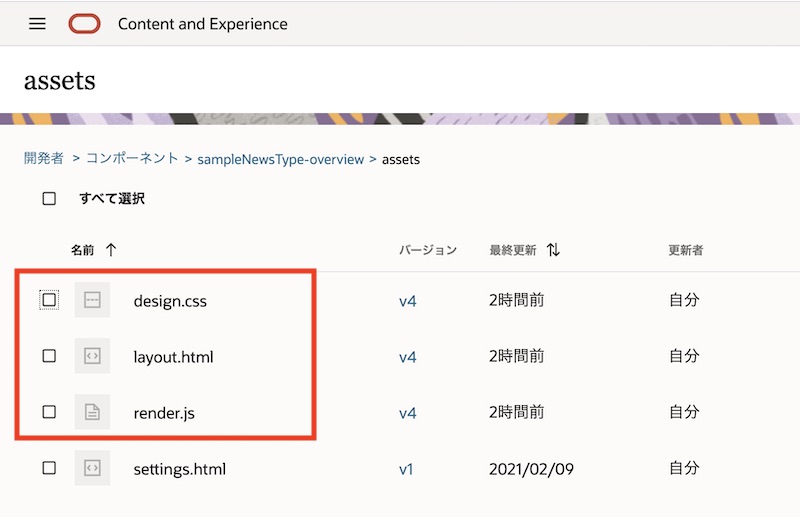 Content and Experience
assets
開発者 > コンポーネント > sampleNewsType-overview > assets
すべて選択
名前 バージョン 最終更新 更新者
design.css v4 2時間前 自分
layout.html v4 2時間前 自分
render.js v4 2時間前 自分
settings.html v1 2021/02/09 自分